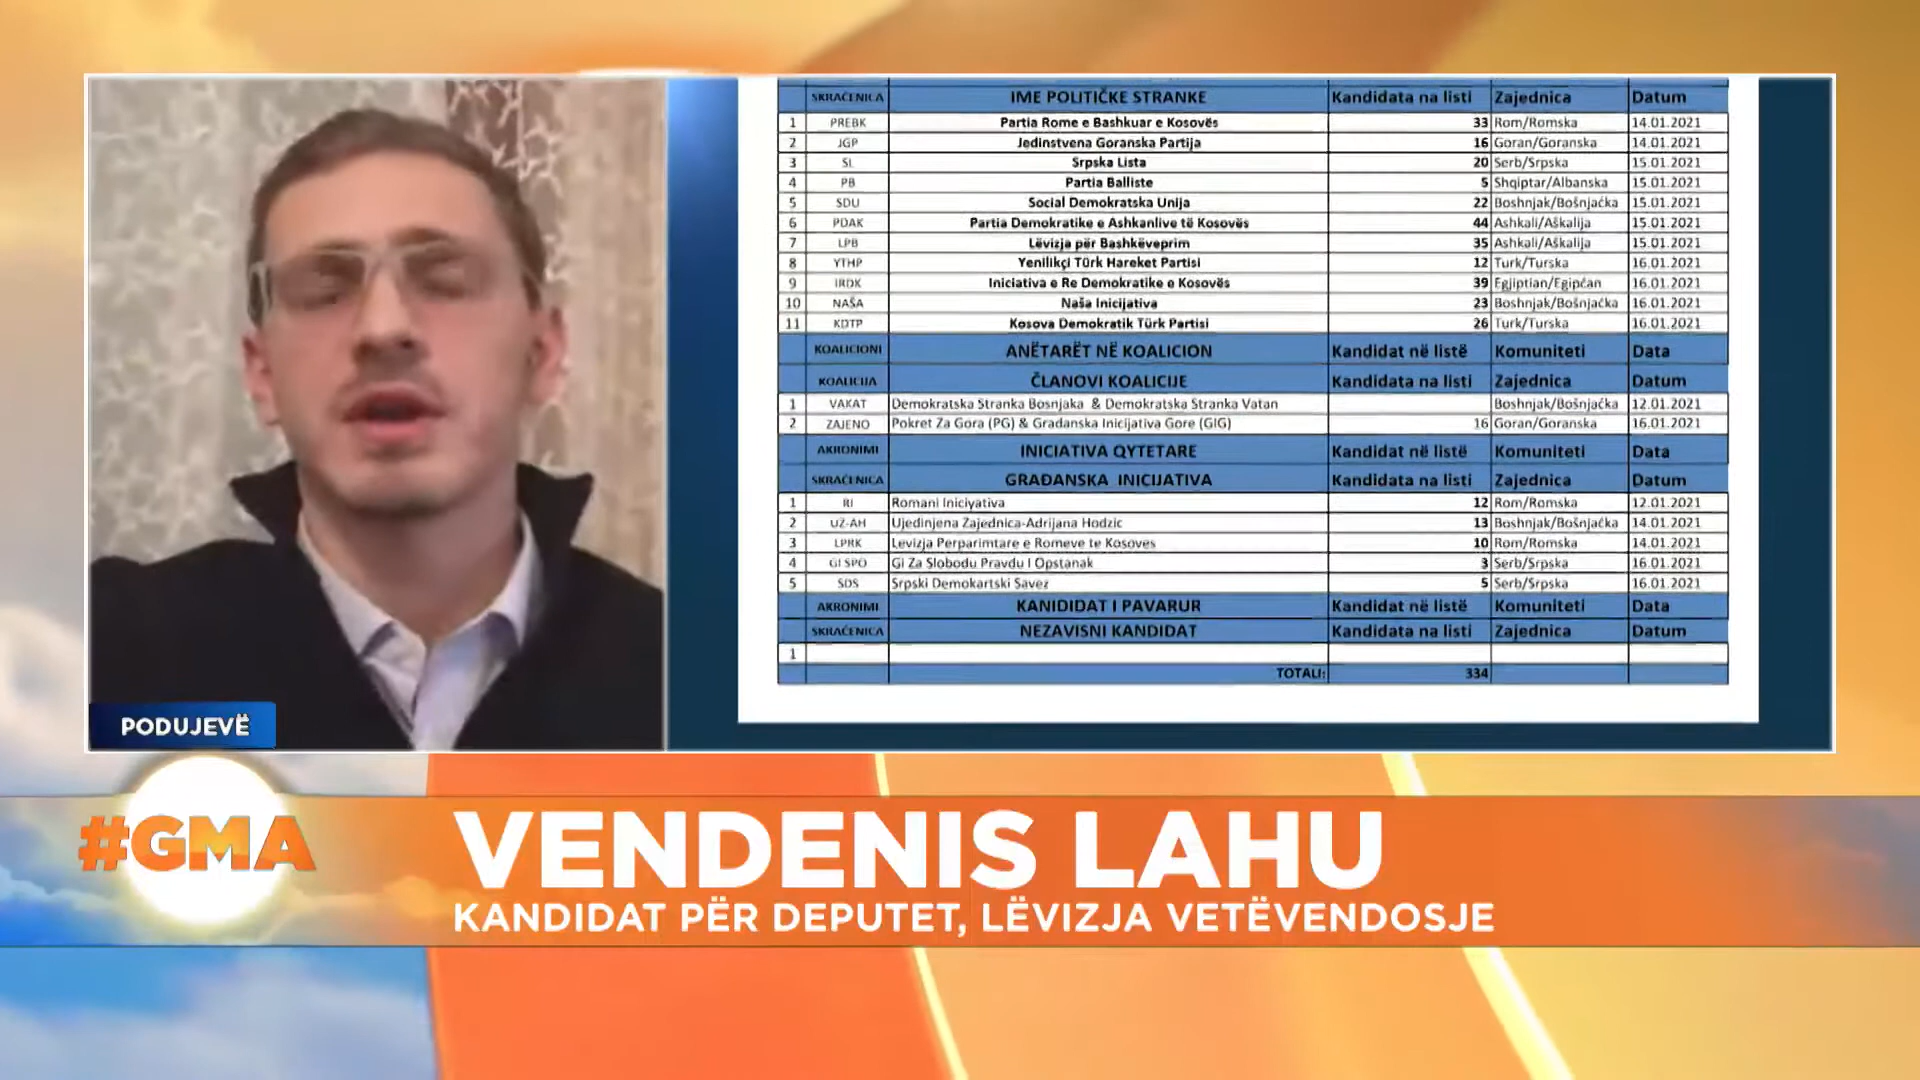 SKRAĆENICA IME POLITIČKE STRANKE Kandidata na listi Zajednica Datum
1 PREBK Partia Rome e Bashkuar e Kosovës 33 Rom/Romska 14.01.2021
2 JGP Jedinstvena Goranska Partija 16 Goran/Goranska 14.01.2021
3 SL Srpska Lista 20 Serb/Srpska 15.01.2021
4 PB Partia Balliste 5 Shqiptar/Albanska 15.01.2021
5 SDU Social Demokratska Unija 22 Boshnjak/Bošnjačka 15.01.2021
6 PDAK Partia Demokratike e Ashkanlive të Kosovës 44 Ashkali/Aškalija 15.01.2021
7 LPB Lëvizja për Bashkëveprim 35 Ashkali/Aškalija 15.01.2021
8 YTHP Yenilikçi Türk Hareket Partisi 12 Turk/Turska 16.01.2021
9 IRDK Iniciativa e Re Demokratike e Kosovës 39 Egjiptian/Egipčan 16.01.2021
10 NAŠA Naša Inicijativa 23 Boshnjak/Bošnjačka 16.01.2021
11 KDTP Kosova Demokratik Türk Partisi 26 Turk/Turska 16.01.2021
KOALICIONI ANËTARËT NË KOALICION Kandidat në listë Komuniteti Data
KOALICIJA ČLANOVI KOALICIJE Kandidata na listi Zajednica Datum
1 VAKAT Demokratska Stranka Bosnjaka & Demokratska Stranka Vatan Boshnjak/Bošnjačka 12.01.2021
2 ZAJENO Pokret Za Gora (PG) & Građanska Inicijativa Gore (GIG) 16 Goran/Goranska 16.01.2021
AKRONIMI INICIATIVA QYTETARE Kandidat në listë Komuniteti Data
SKRAĆENICA GRAĐANSKA INICIJATIVA Kandidata na listi Zajednica Datum
1 RI Romani Iniciyativa 12 Rom/Romska 12.01.2021
2 UZ-AH Ujedinjena Zajednica-Adrijana Hodzic 13 Boshnjak/Bošnjačka 14.01.2021
3 LPRK Levizja Perparimtare e Romeve te Kosoves 10 Rom/Romska 14.01.2021
4 GI SPO Gi Za Slobodu Pravdu I Opstanak 3 Serb/Srpska 16.01.2021
5 SDS Srpski Demokartski Savez 5 Serb/Srpska 16.01.2021
AKRONIMI KANIDIDAT I PAVARUR Kandidat në listë Komuniteti Data
SKRAĆENICA NEZAVISNI KANDIDAT Kandidata na listi Zajednica Datum
1
TOTALI: 334
PODUJEVË
#GMA
VENDENIS LAHU
KANDIDAT PËR DEPUTET, LËVIZJA VETËVENDOSJE